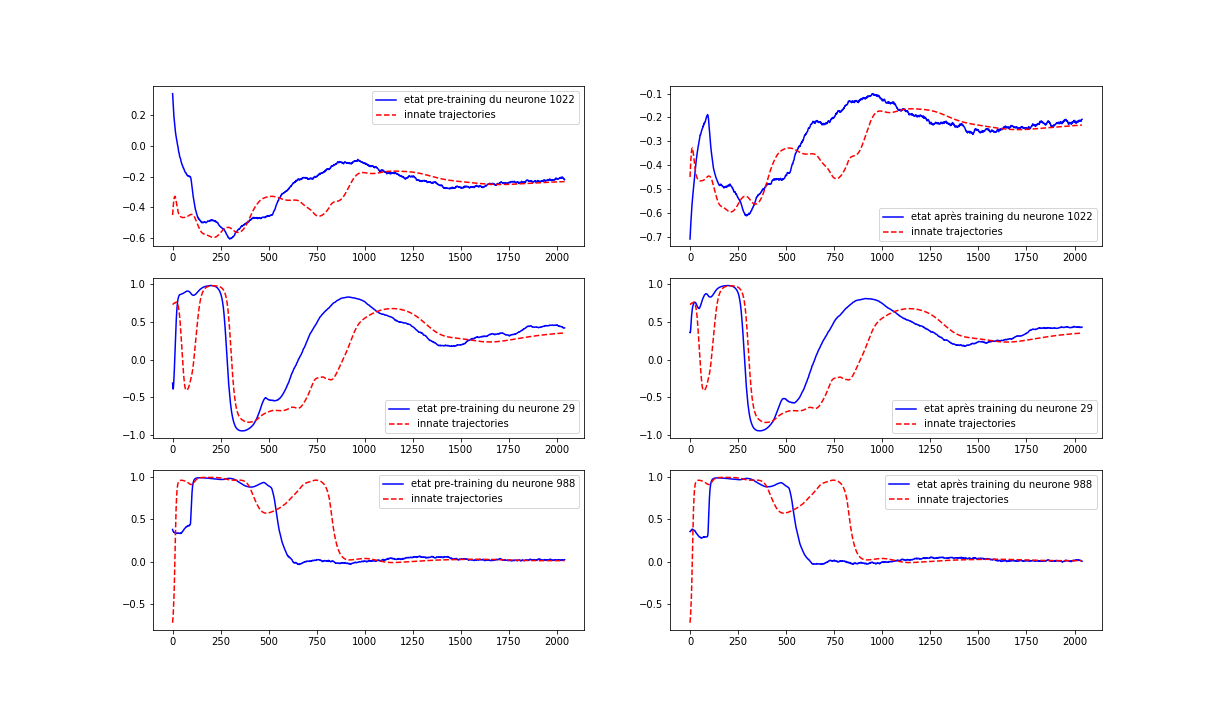 etat pre-training du neurone 1022
innate trajectories
0.2
0.0
−0.2
−0.4
−0.6
0 250 500 750 1000 1250 1500 1750 2000
etat après training du neurone 1022
innate trajectories
−0.1
−0.2
−0.3
−0.4
−0.5
−0.6
−0.7
0 250 500 750 1000 1250 1500 1750 2000
etat pre-training du neurone 29
innate trajectories
1.0
0.5
0.0
−0.5
−1.0
0 250 500 750 1000 1250 1500 1750 2000
etat après training du neurone 29
innate trajectories
1.0
0.5
0.0
−0.5
−1.0
0 250 500 750 1000 1250 1500 1750 2000
etat pre-training du neurone 988
innate trajectories
1.0
0.5
0.0
−0.5
0 250 500 750 1000 1250 1500 1750 2000
etat après training du neurone 988
innate trajectories
1.0
0.5
0.0
−0.5
0 250 500 750 1000 1250 1500 1750 2000